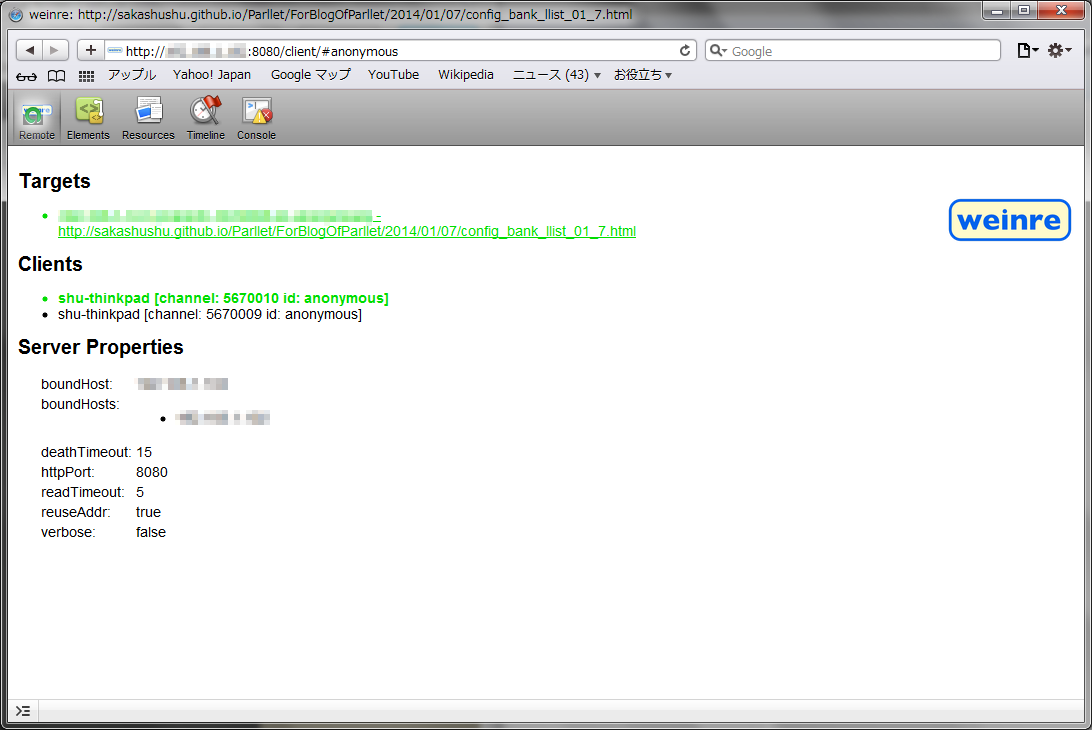 weinre: http://sakashushu.github.io/Parllet/ForBlogOfParllet/2014/01/07/config_bank_llist_01_7.html
http:// :8080/client/#anonymous
Google
アップル Yahoo! Japan Google マップ YouTube Wikipedia ニュース (43) お役立ち
Remote Elements Resources Timeline Console
Targets
-
http://sakashushu.github.io/Parllet/ForBlogOfParllet/2014/01/07/config_bank_llist_01_7.html
weinre
Clients
shu-thinkpad [channel: 5670010 id: anonymous]
shu-thinkpad [channel: 5670009 id: anonymous]
Server Properties
boundHost:
boundHosts:
deathTimeout: 15
httpPort: 8080
readTimeout: 5
reuseAddr: true
verbose: false